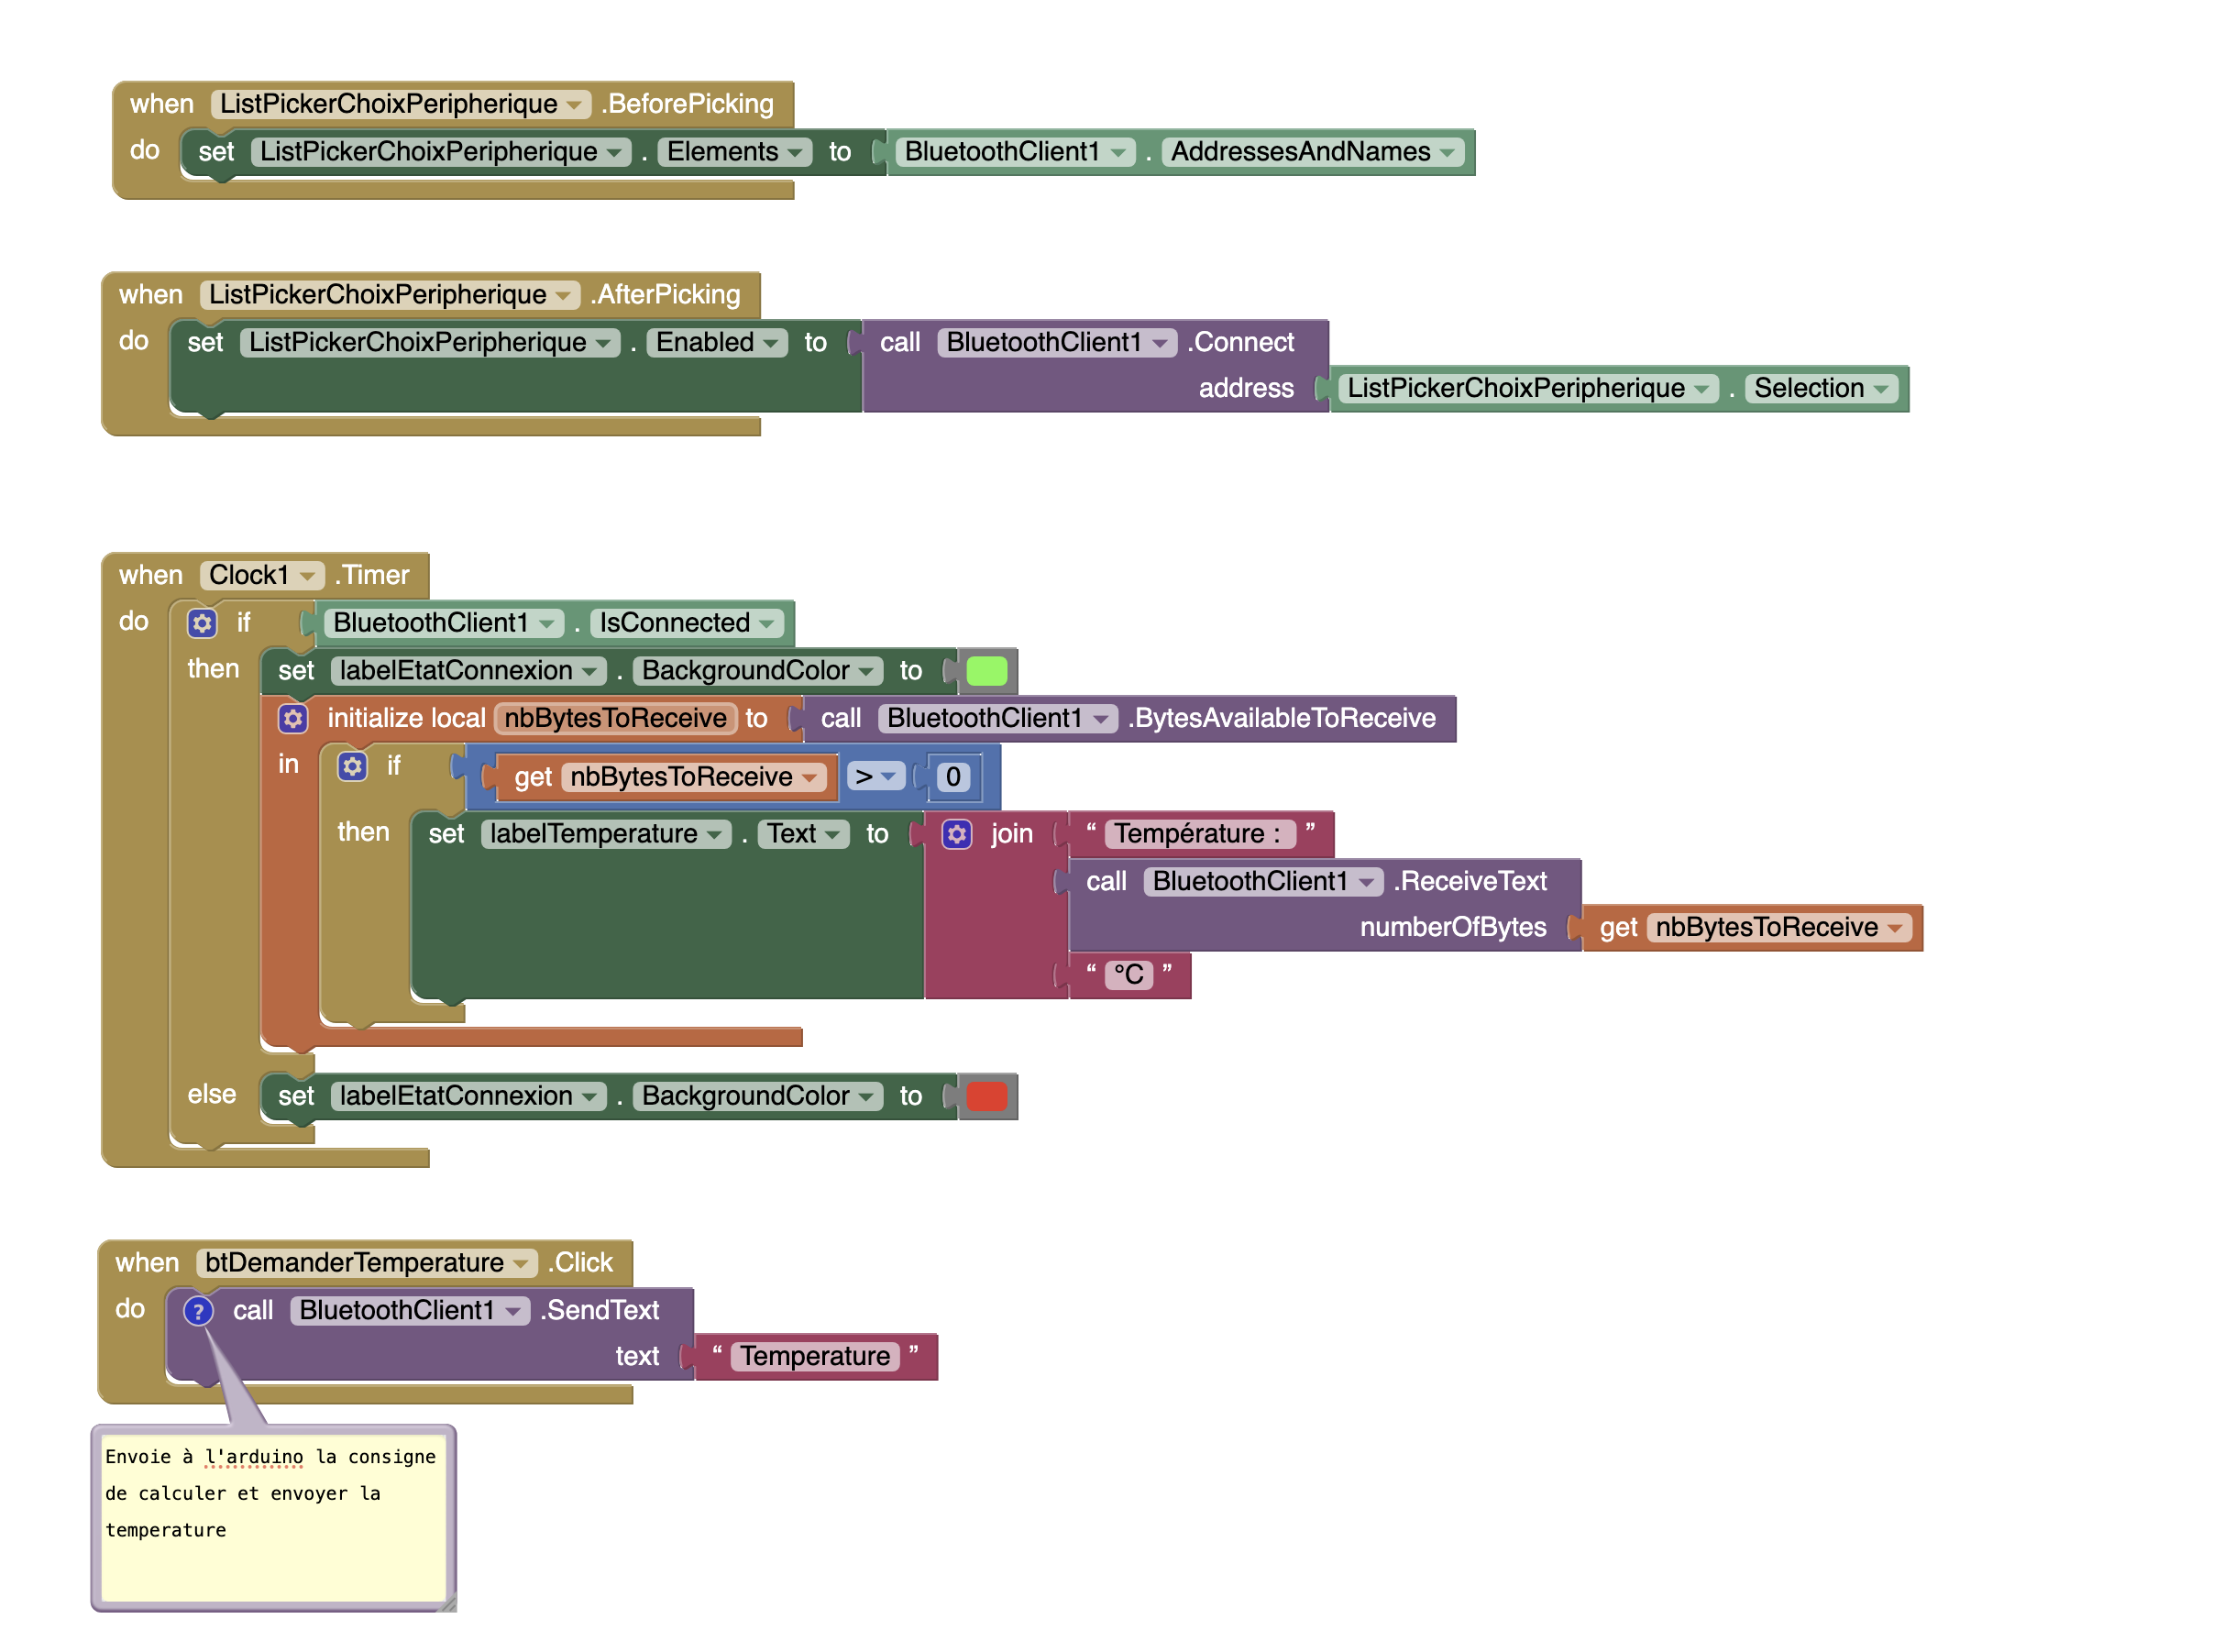 when ListPickerChoixPeripherique .BeforePicking
do set ListPickerChoixPeripherique . Elements to BluetoothClient1 . AddressesAndNames
when ListPickerChoixPeripherique .AfterPicking
do set ListPickerChoixPeripherique . Enabled to call BluetoothClient1 .Connect
address ListPickerChoixPeripherique . Selection
when Clock1 .Timer
do if BluetoothClient1 . IsConnected
then set labelEtatConnexion . BackgroundColor to
initialize local nbBytesToReceive to call BluetoothClient1 .BytesAvailableToReceive
in if get nbBytesToReceive > 0
then set labelTemperature . Text to join “ Température : ”
call BluetoothClient1 .ReceiveText
numberOfBytes get nbBytesToReceive
“ °C ”
else set labelEtatConnexion . BackgroundColor to
when btDemanderTemperature .Click
do ? call BluetoothClient1 .SendText
text “ Temperature ”
Envoie à l'arduino la consigne
de calculer et envoyer la
temperature